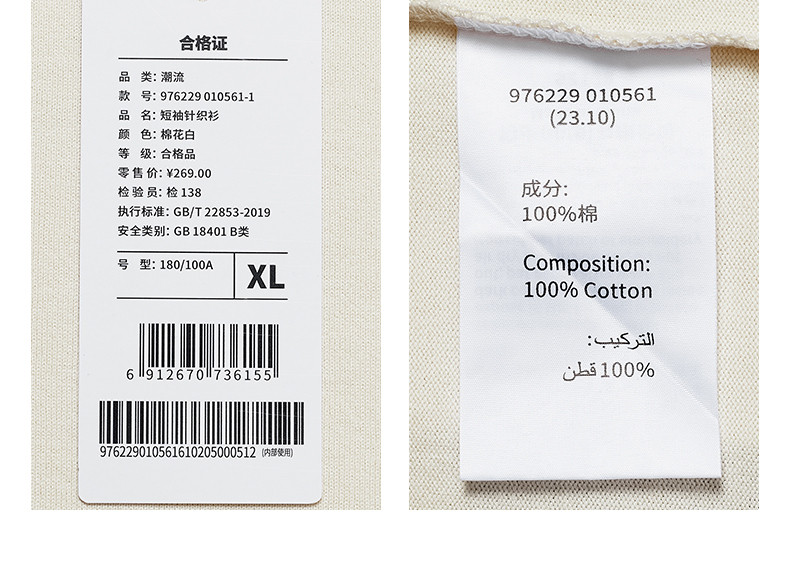 合格证
品 类：潮流
款 号：976229 010561-1
品 名：短袖针织衫
颜 色：棉花白
等 级：合格品
零 售 价：¥269.00
检 验 员：检 138
执行标准：GB/T 22853-2019
安全类别：GB 18401 B类
号 型：180/100A
XL
6 912670 736155
976229010561610205000512 (内部使用)
976229 010561
(23.10)
成分:
100%棉
Composition:
100% Cotton
التركيب:
100% قطن